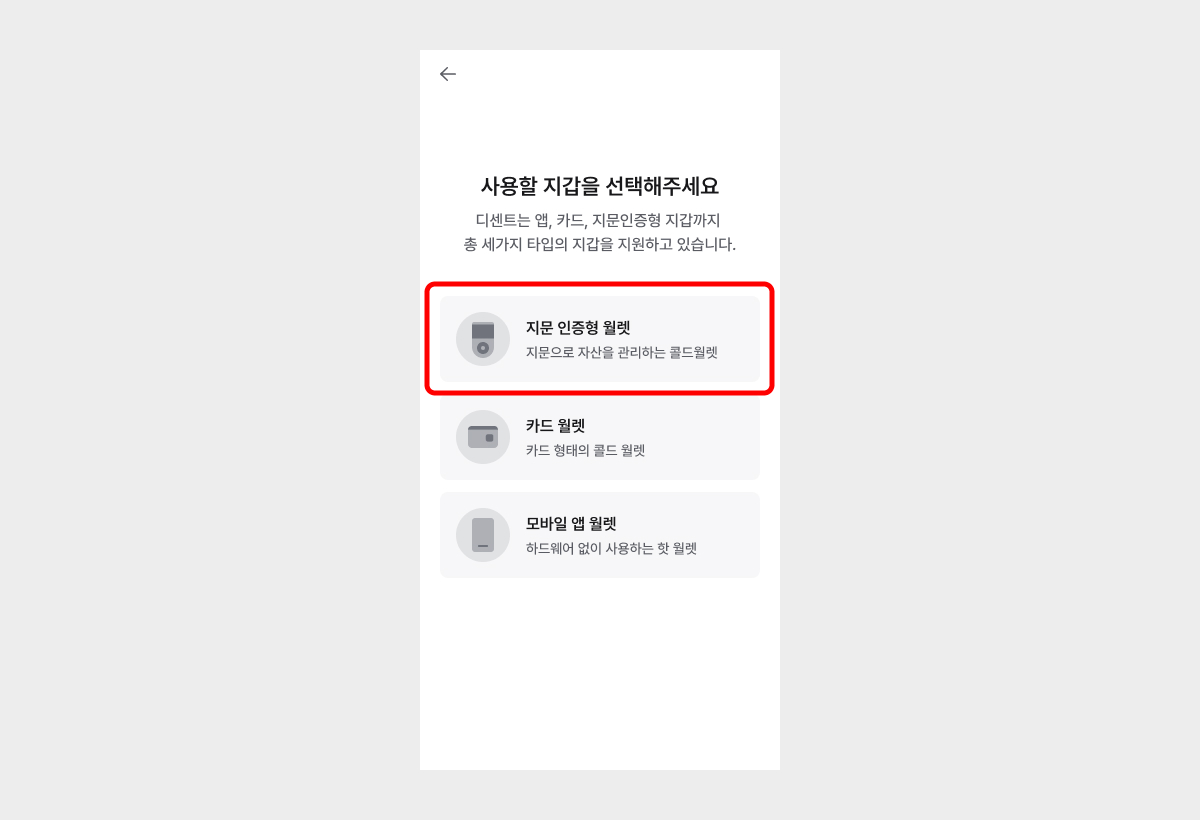 사용할 지갑을 선택해주세요
디센트는 앱, 카드, 지문인증형 지갑까지
총 세가지 타입의 지갑을 지원하고 있습니다.
지문 인증형 월렛
지문으로 자산을 관리하는 콜드월렛
카드 월렛
카드 형태의 콜드 월렛
모바일 앱 월렛
하드웨어 없이 사용하는 핫 월렛